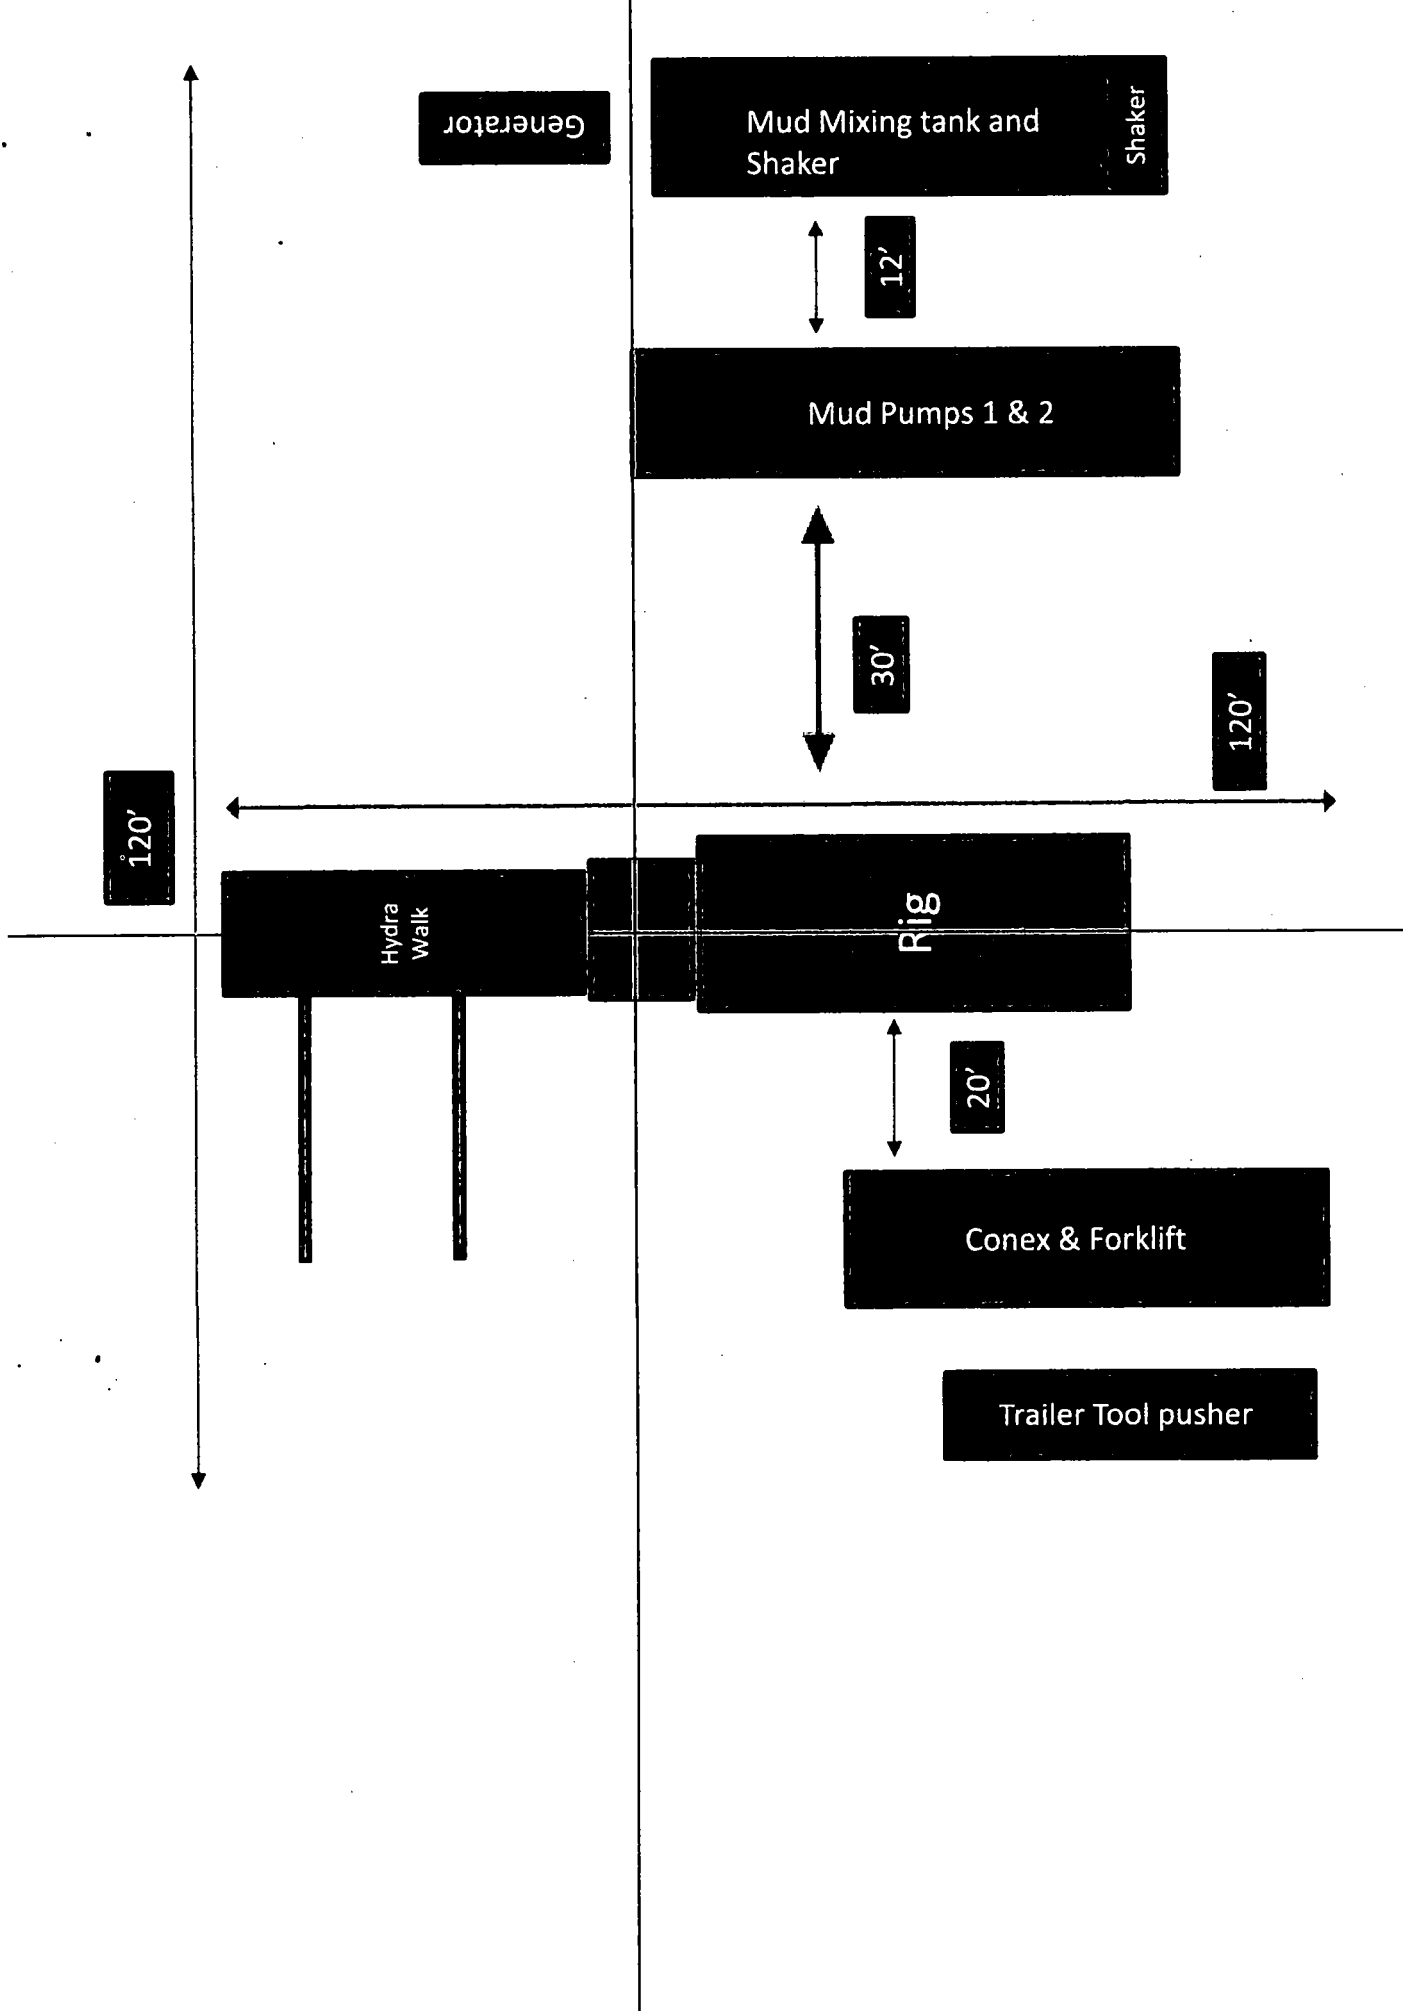 Generator
Mud Mixing tank and
Shaker
Shaker
12'
Mud Pumps 1 & 2
30'
120'
120'
Hydra
Walk
Rig
20'
Conex & Forklift
Trailer Tool pusher